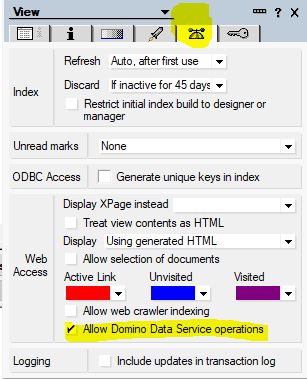 View
? X
i
Refresh Auto, after first use
Index
Discard If inactive for 45 days
Restrict initial index build to designer or
manager
Unread marks None
ODBC Access Generate unique keys in index
Display XPage instead
Treat view contents as HTML
Display Using generated HTML
Web
Access
Allow selection of documents
Active Link Unvisited Visited
Allow web crawler indexing
Allow Domino Data Service operations
Logging Include updates in transaction log